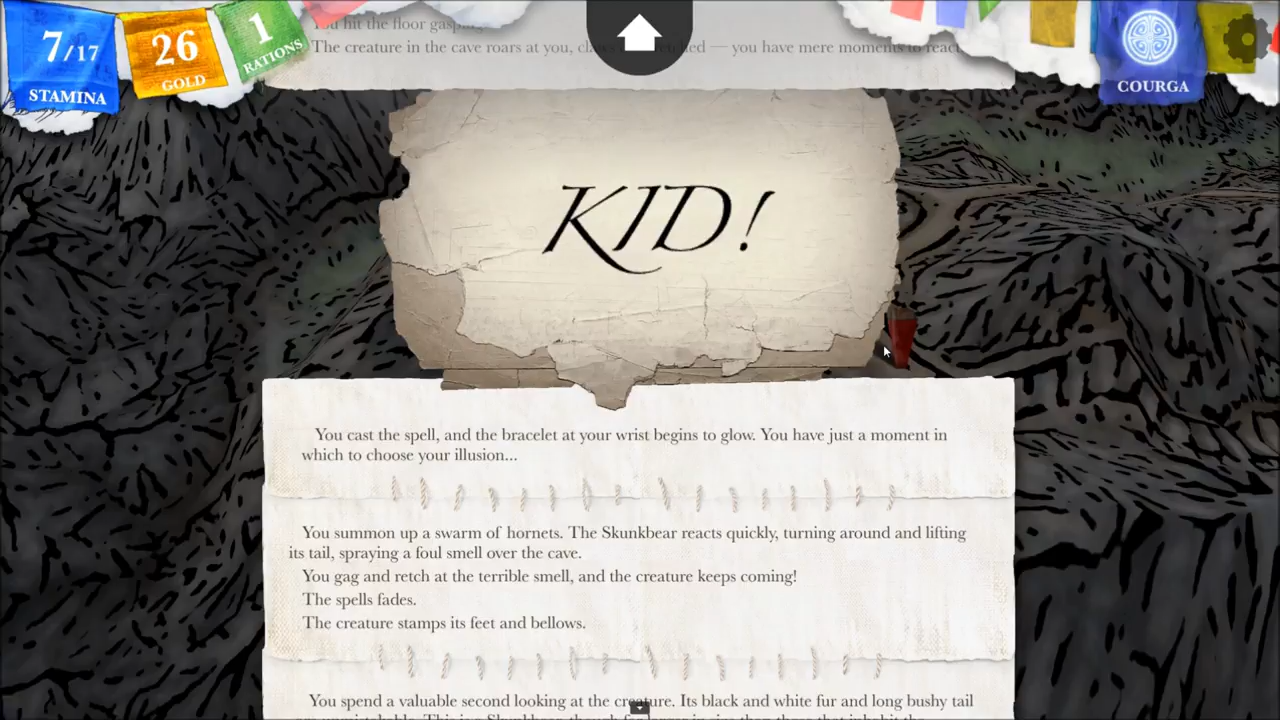 7/17
STAMINA
26
GOLD
1
RATIONS
COURGA
You hit the floor
The creature in the cave roars at you, — you have mere moments to react
KID!
You cast the spell, and the bracelet at your wrist begins to glow. You have just a moment in
which to choose your illusion...
You summon up a swarm of hornets. The Skunkbear reacts quickly, turning around and lifting
its tail, spraying a foul smell over the cave.
You gag and retch at the terrible smell, and the creature keeps coming!
The spells fades.
The creature stamps its feet and bellows.
You spend a valuable second looking at the creature. Its black and white fur and long bushy tail